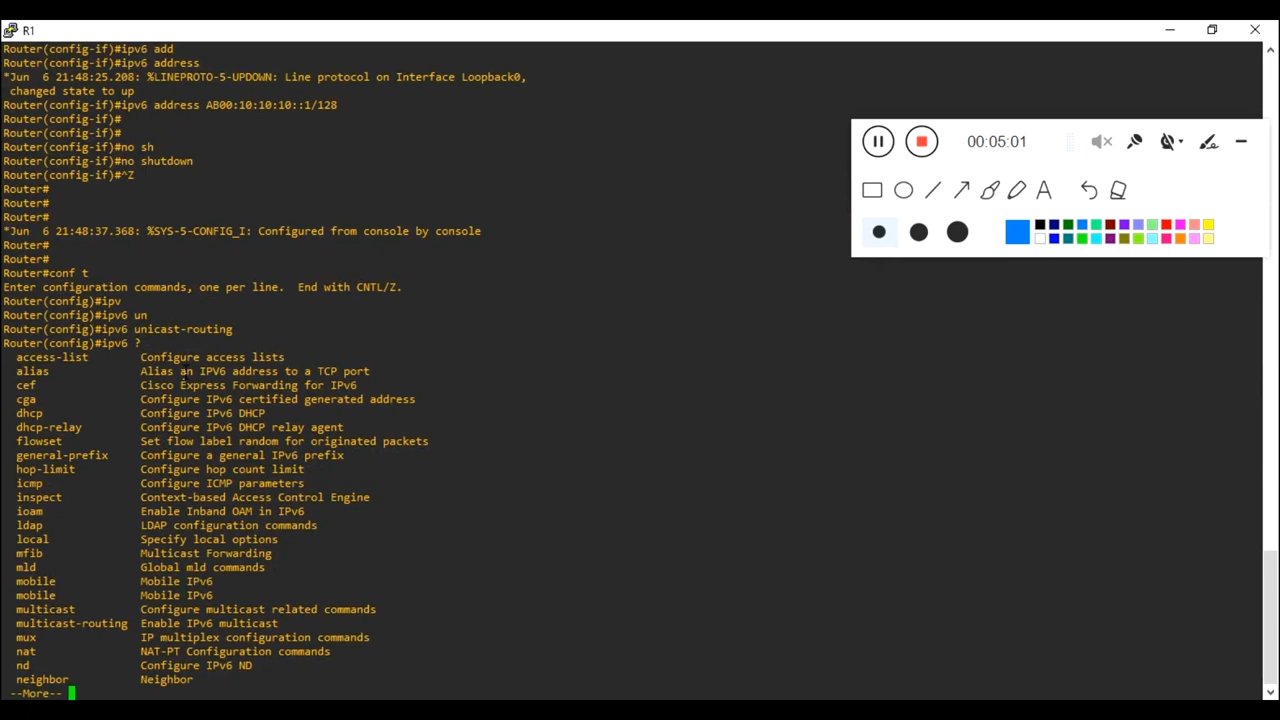 R1
Router(config-if)#ipv6 add
Router(config-if)#ipv6 address
*Jun  6 21:48:25.208: %LINEPROTO-5-UPDOWN: Line protocol on Interface Loopback0,
 changed state to up
Router(config-if)#ipv6 address AB00:10:10:10::1/128
Router(config-if)#
Router(config-if)#
Router(config-if)#no sh
Router(config-if)#no shutdown
Router(config-if)#^Z
Router#
Router#
Router#
*Jun  6 21:48:37.368: %SYS-5-CONFIG_I: Configured from console by console
Router#
Router#
Router#conf t
Enter configuration commands, one per line.  End with CNTL/Z.
Router(config)#ipv
Router(config)#ipv6 un
Router(config)#ipv6 unicast-routing
Router(config)#ipv6 ?
  access-list        Configure access lists
  alias              Alias an IPV6 address to a TCP port
  cef                Cisco Express Forwarding for IPv6
  cga                Configure IPv6 certified generated address
  dhcp               Configure IPv6 DHCP
  dhcp-relay         Configure IPv6 DHCP relay agent
  flowset            Set flow label random for originated packets
  general-prefix     Configure a general IPv6 prefix
  hop-limit          Configure hop count limit
  icmp               Configure ICMP parameters
  inspect            Context-based Access Control Engine
  ioam               Enable Inband OAM in IPv6
  ldap               LDAP configuration commands
  local              Specify local options
  mfib               Multicast Forwarding
  mld                Global mld commands
  mobile             Mobile IPv6
  mobile             Mobile IPv6
  multicast          Configure multicast related commands
  multicast-routing  Enable IPv6 multicast
  mux                IP multiplex configuration commands
  nat                NAT-PT Configuration commands
  nd                 Configure IPv6 ND
  neighbor           Neighbor
 --More--
00:05:01
A